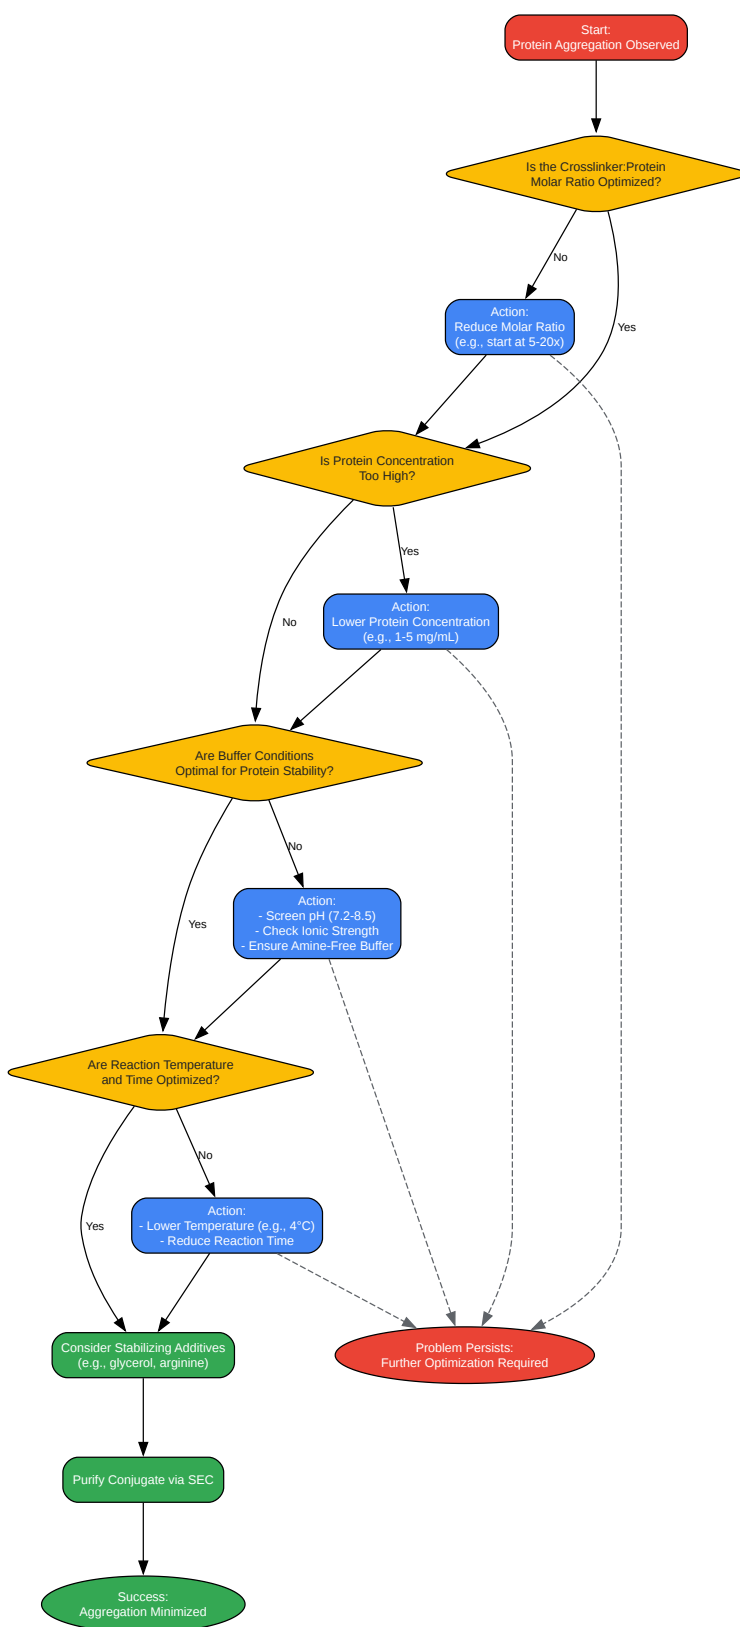 Start:
Protein Aggregation Observed
Is the Crosslinker:Protein
Molar Ratio Optimized?
No
Yes
Action:
Reduce Molar Ratio
(e.g., start at 5-20x)
Is Protein Concentration
Too High?
Yes
No
Action:
Lower Protein Concentration
(e.g., 1-5 mg/mL)
Are Buffer Conditions
Optimal for Protein Stability?
No
Yes
Action:
- Screen pH (7.2-8.5)
- Check Ionic Strength
- Ensure Amine-Free Buffer
Are Reaction Temperature
and Time Optimized?
No
Yes
Action:
- Lower Temperature (e.g., 4°C)
- Reduce Reaction Time
Consider Stabilizing Additives
(e.g., glycerol, arginine)
Problem Persists:
Further Optimization Required
Purify Conjugate via SEC
Success:
Aggregation Minimized